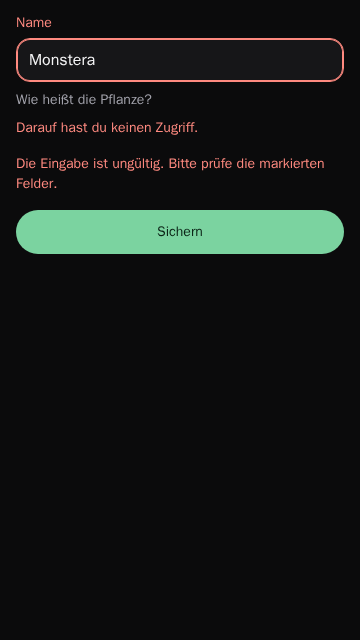 Name
Monstera
Wie heißt die Pflanze?
Darauf hast du keinen Zugriff.
Die Eingabe ist ungültig. Bitte prüfe die markierten
Felder.
Sichern